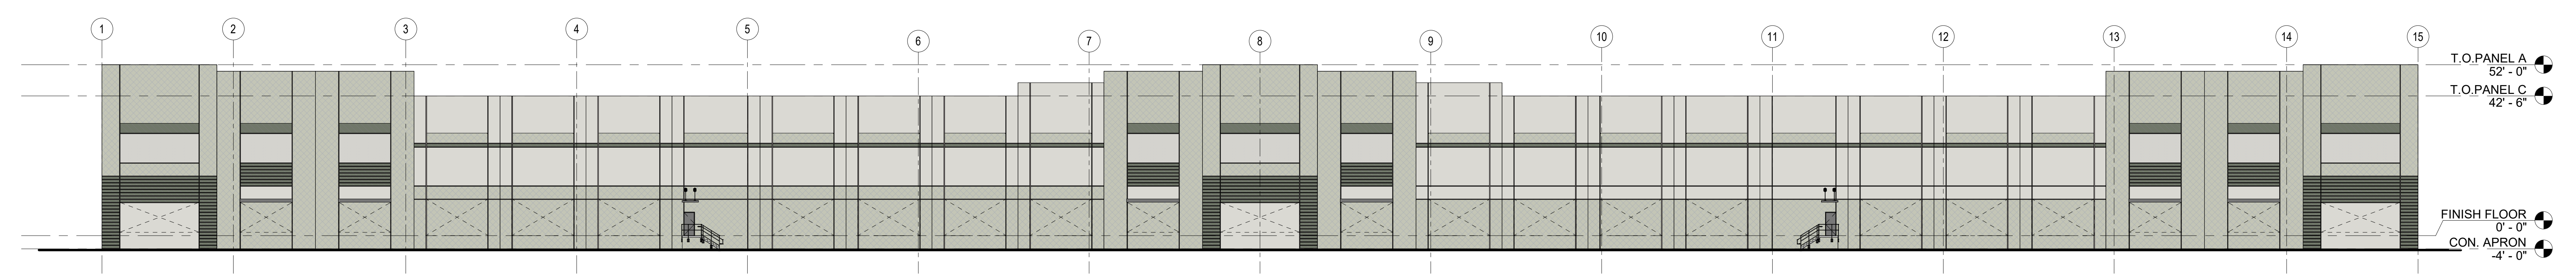 1
2
3
4
5
6
7
8
9
10
11
12
13
14
15
T.O.PANEL A
52' - 0"
T.O.PANEL C
42' - 6"
FINISH FLOOR
0' - 0"
CON. APRON
-4' - 0"